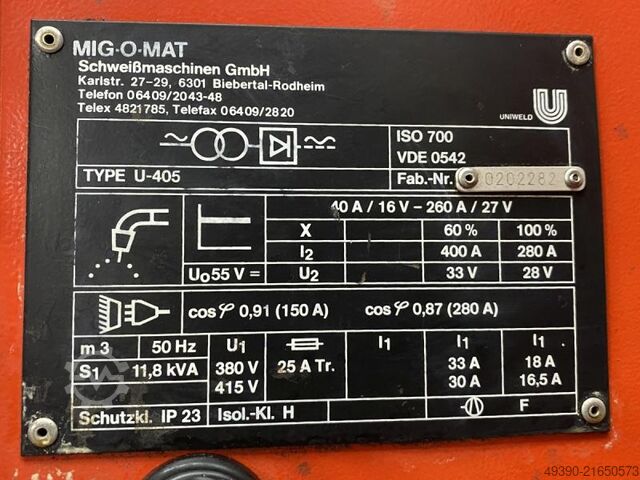 MIG-O-MAT
Schweißmaschinen GmbH
Karlstr. 27-29, 6301 Biebertal-Rodheim
Telefon 06409/2043-48
Telex 4821785, Telefax 06409/2820
UNIWELD
ISO 700
VDE 0542
TYPE U-405
Fab.-Nr. 0202282
40 A / 16 V – 260 A / 27 V
X 60 % 100 %
I2 400 A 280 A
U0 55 V = U2 33 V 28 V
cos φ 0,91 (150 A) cos φ 0,87 (280 A)
m 3 50 Hz U1 I1 I1 I1
S1 11,8 kVA 380 V 25 A Tr. 33 A 18 A
415 V 30 A 16,5 A
Schutzkl. IP 23 Isol.-Kl. H F
49390-21650573